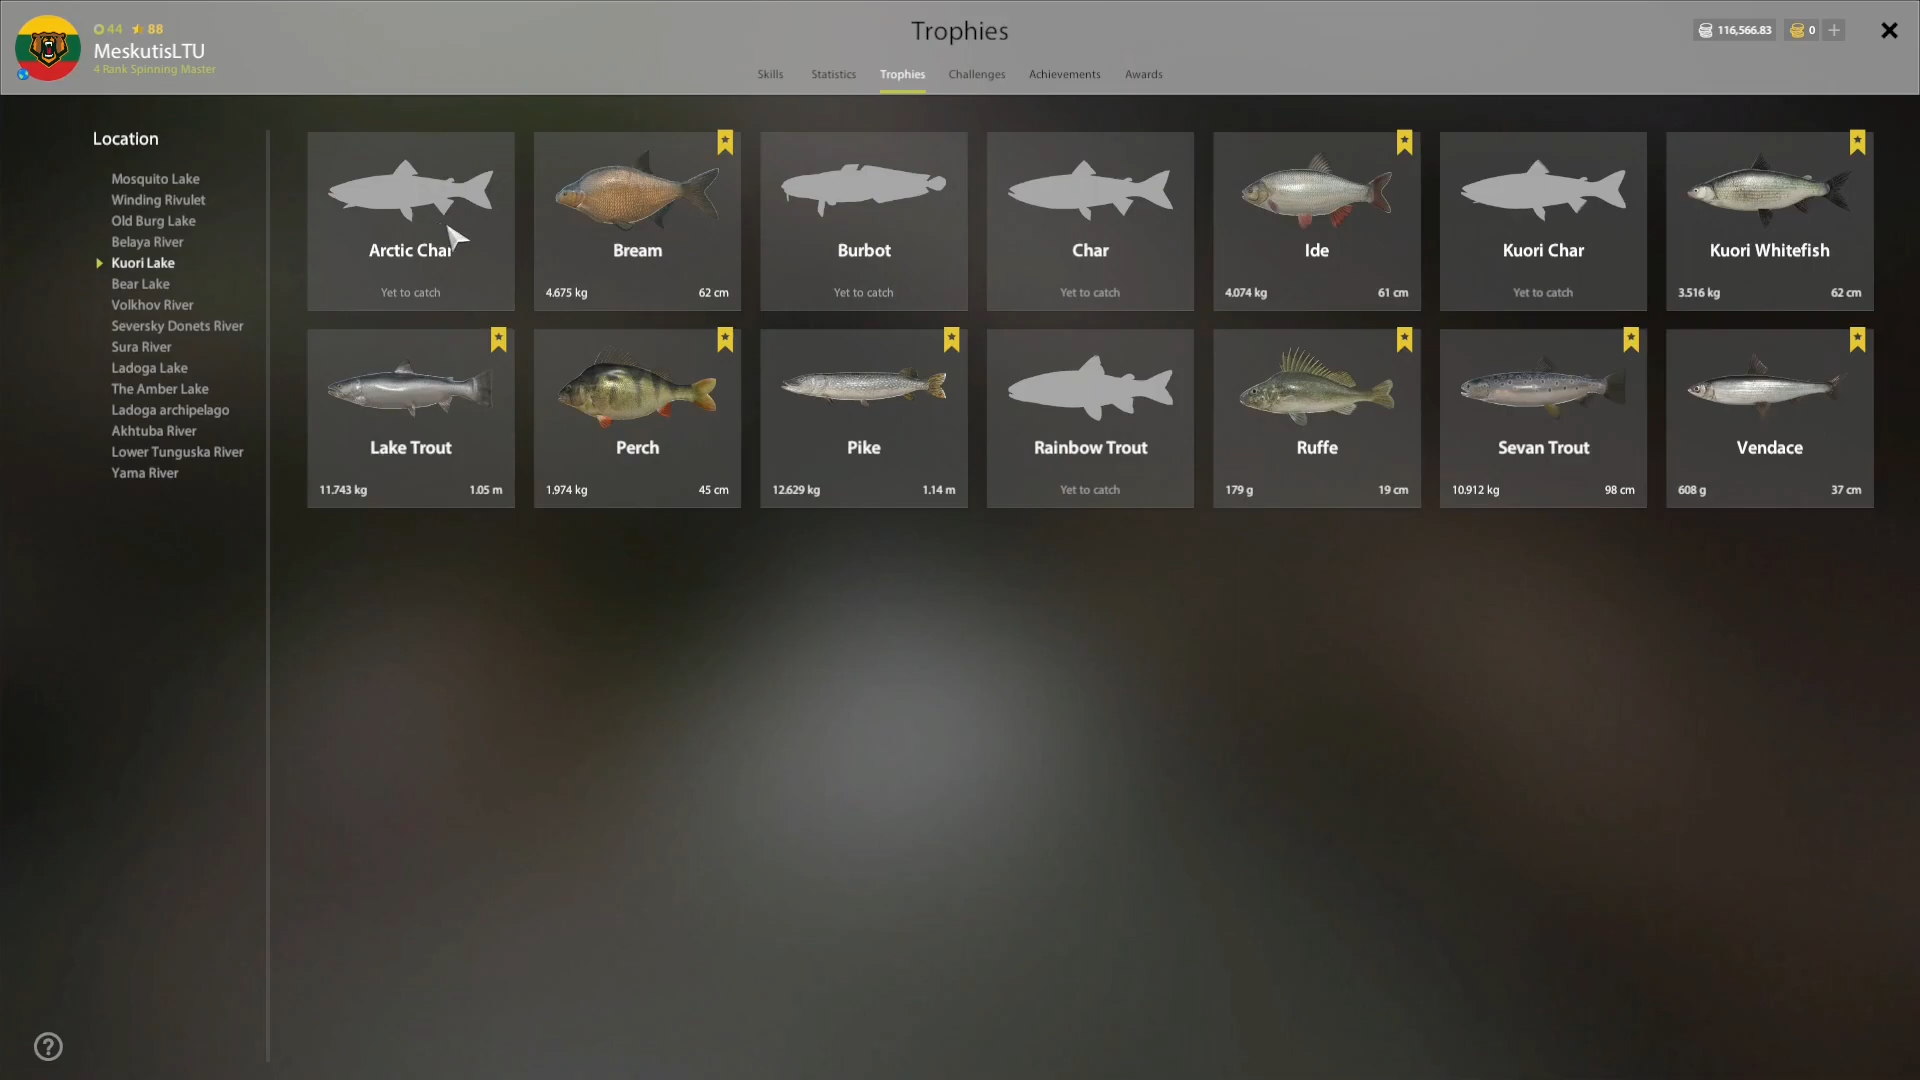 44 88
MeskutisLTU
4 Rank Spinning Master
Trophies
116,566.83
0 +
Skills Statistics Trophies Challenges Achievements Awards
Location
Mosquito Lake
Winding Rivulet
Old Burg Lake
Belaya River
Kuori Lake
Bear Lake
Volkhov River
Seversky Donets River
Sura River
Ladoga Lake
The Amber Lake
Ladoga archipelago
Akhtuba River
Lower Tunguska River
Yama River
Arctic Char
Yet to catch
Bream
4.675 kg 62 cm
Burbot
Yet to catch
Char
Yet to catch
Ide
4.074 kg 61 cm
Kuori Char
Yet to catch
Kuori Whitefish
3.516 kg 62 cm
Lake Trout
11.743 kg 1.05 m
Perch
1.974 kg 45 cm
Pike
12.629 kg 1.14 m
Rainbow Trout
Yet to catch
Ruffe
179 g 19 cm
Sevan Trout
10.912 kg 98 cm
Vendace
608 g 37 cm
?